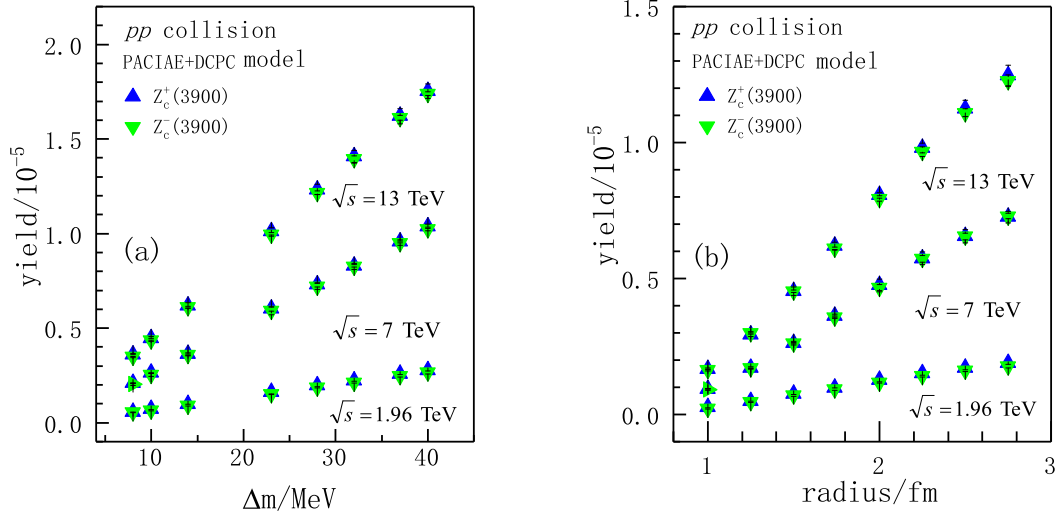 pp collision
PACIAE+DCPC model
Z_c^+(3900)
Z_c^-(3900)
√s = 13 TeV
(a)
√s = 7 TeV
√s = 1.96 TeV
yield/10^-5
2.0
1.5
1.0
0.5
0.0
10
20
30
40
Δm/MeV
pp collision
PACIAE+DCPC model
Z_c^+(3900)
Z_c^-(3900)
√s = 13 TeV
(b)
√s = 7 TeV
√s = 1.96 TeV
yield/10^-5
1.5
1.0
0.5
0.0
1
2
3
radius/fm